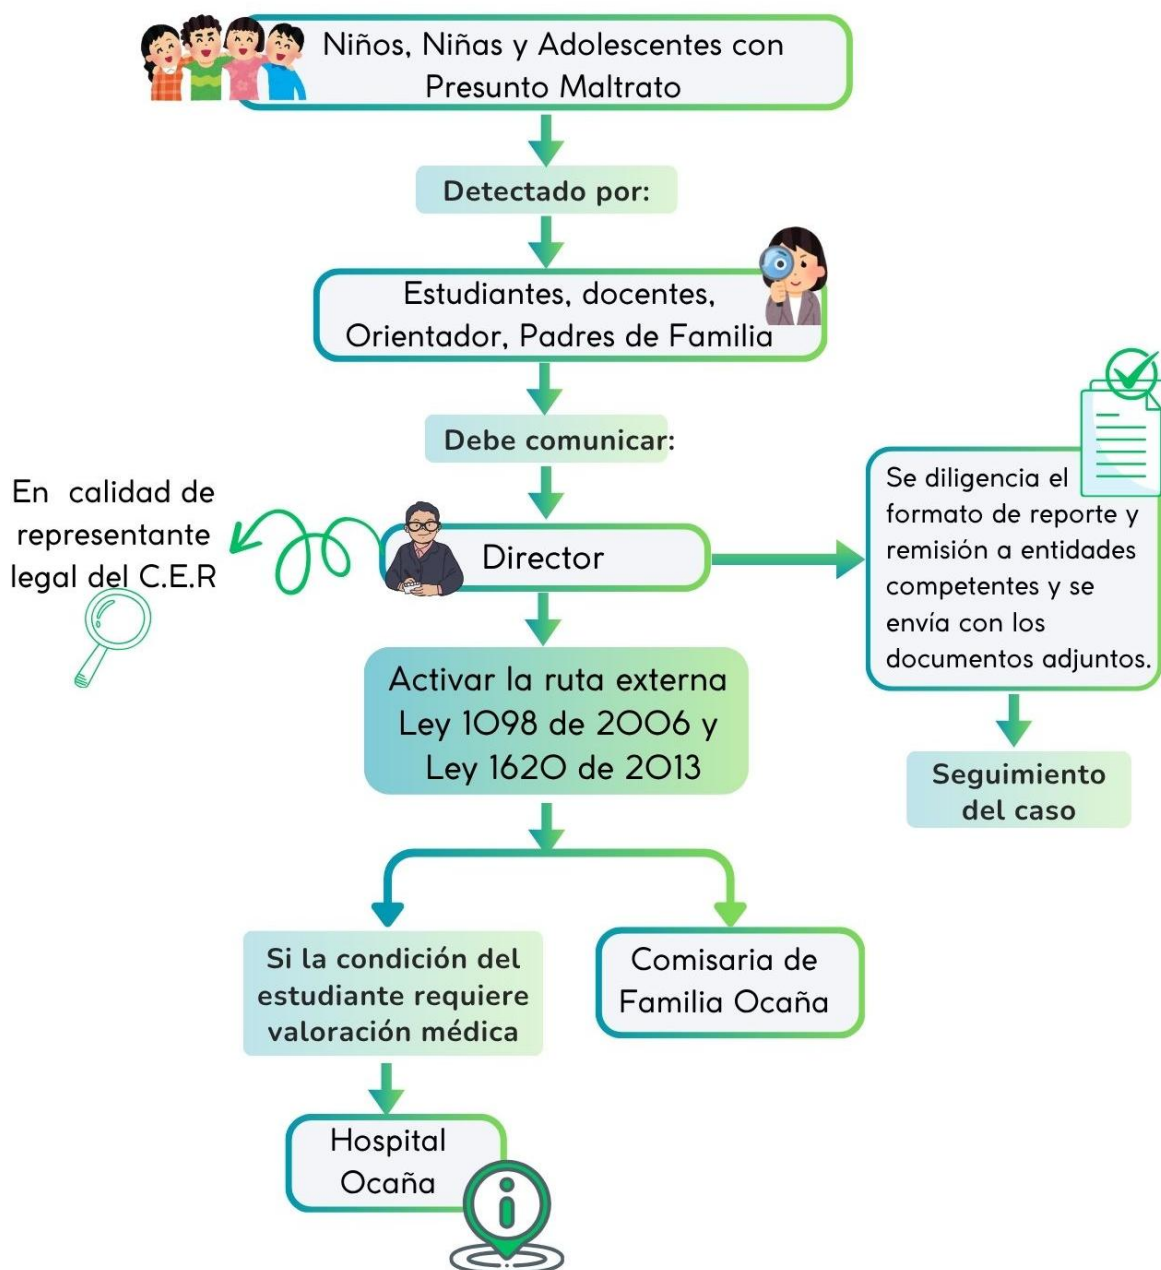 Niños, Niñas y Adolescentes con
Presunto Maltrato
Detectado por:
Estudiantes, docentes,
Orientador, Padres de Familia
Debe comunicar:
En calidad de
representante
legal del C.E.R
Director
Se diligencia el
formato de reporte y
remisión a entidades
competentes y se
envía con los
documentos adjuntos.
Activar la ruta externa
Ley 1098 de 2006 y
Ley 1620 de 2013
Seguimiento
del caso
Si la condición del
estudiante requiere
valoración médica
Comisaria de
Familia Ocaña
Hospital
Ocaña